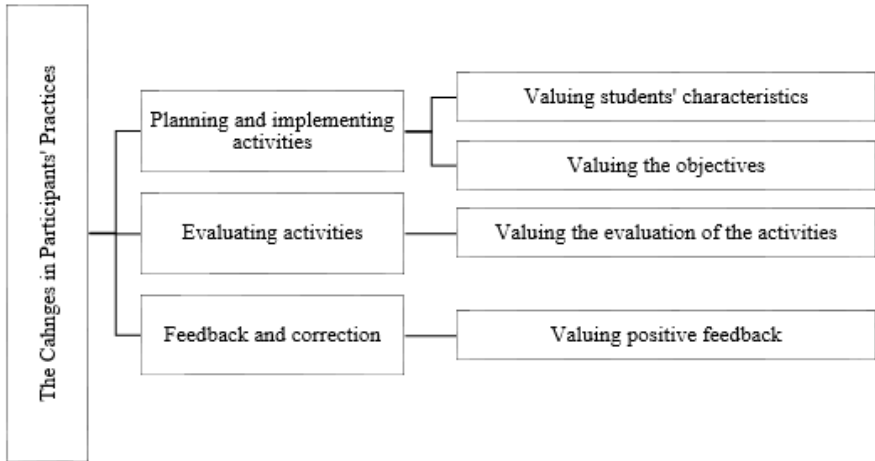 The Cahnges in Participants' Practices
Planning and implementing
activities
Valuing students' characteristics
Valuing the objectives
Evaluating activities
Valuing the evaluation of the activities
Feedback and correction
Valuing positive feedback